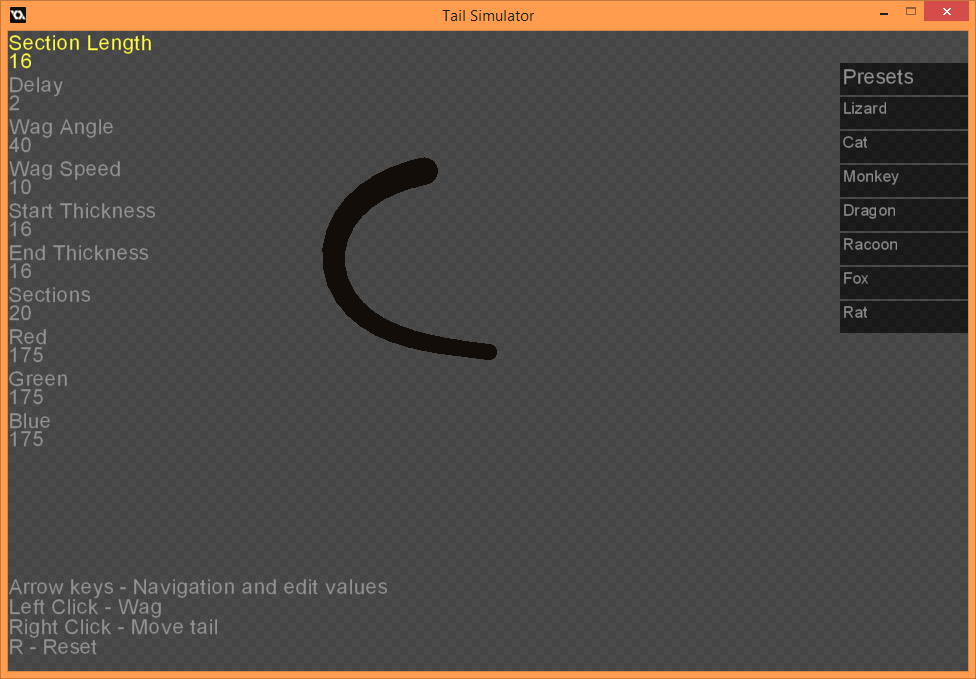 Tail Simulator
Section Length
16
Delay
2
Wag Angle
40
Wag Speed
10
Start Thickness
16
End Thickness
16
Sections
20
Red
175
Green
175
Blue
175
Presets
Lizard
Cat
Monkey
Dragon
Racoon
Fox
Rat
Arrow keys - Navigation and edit values
Left Click - Wag
Right Click - Move tail
R - Reset